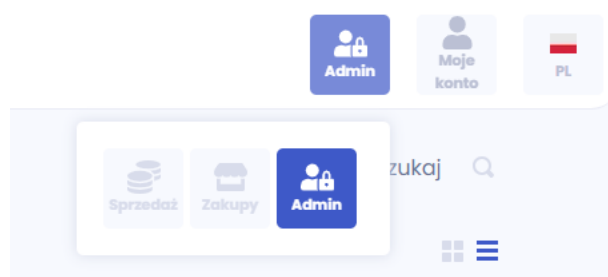 Admin
Moje
konto
PL
Sprzedaż
Zakupy
Admin
zukaj